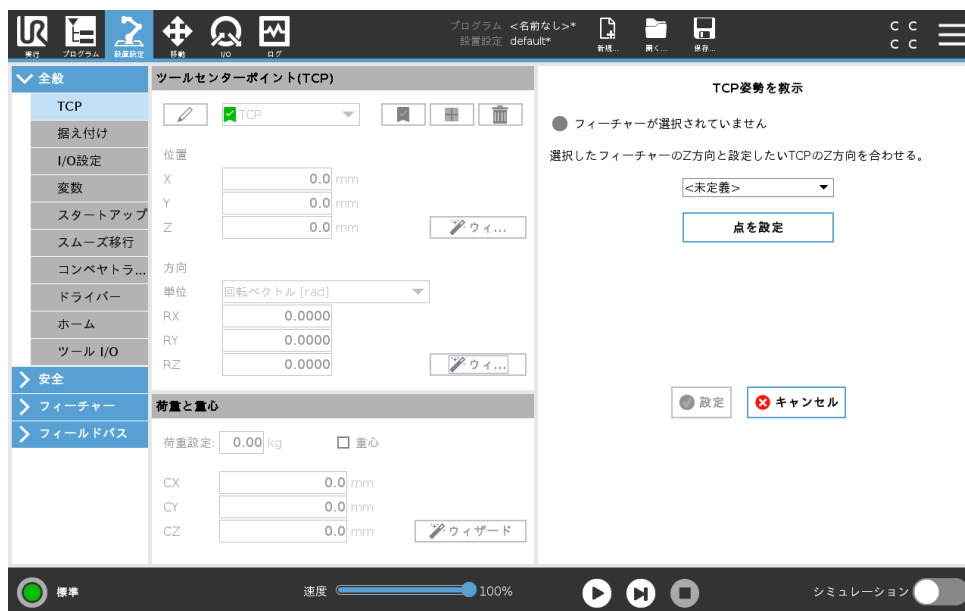 実行
プログラム
設置設定
移動
I/O
ログ
プログラム <名前なし>*
設置設定 default*
新規...
開く...
保存...
C C
C C
全般
TCP
据え付け
I/O設定
変数
スタートアップ
スムーズ移行
コンベヤトラ...
ドライバー
ホーム
ツール I/O
安全
フィーチャー
フィールドバス
ツールセンターポイント(TCP)
TCP
位置
X 0.0 mm
Y 0.0 mm
Z 0.0 mm
ウィ...
方向
単位 回転ベクトル [rad]
RX 0.0000
RY 0.0000
RZ 0.0000
ウィ...
荷重と重心
荷重設定: 0.00 kg 重心
CX 0.0 mm
CY 0.0 mm
CZ 0.0 mm
ウィザード
TCP姿勢を教示
フィーチャーが選択されていません
選択したフィーチャーのZ方向と設定したいTCPのZ方向を合わせる。
<未定義>
点を設定
設定
キャンセル
標準
速度 100%
シミュレーション